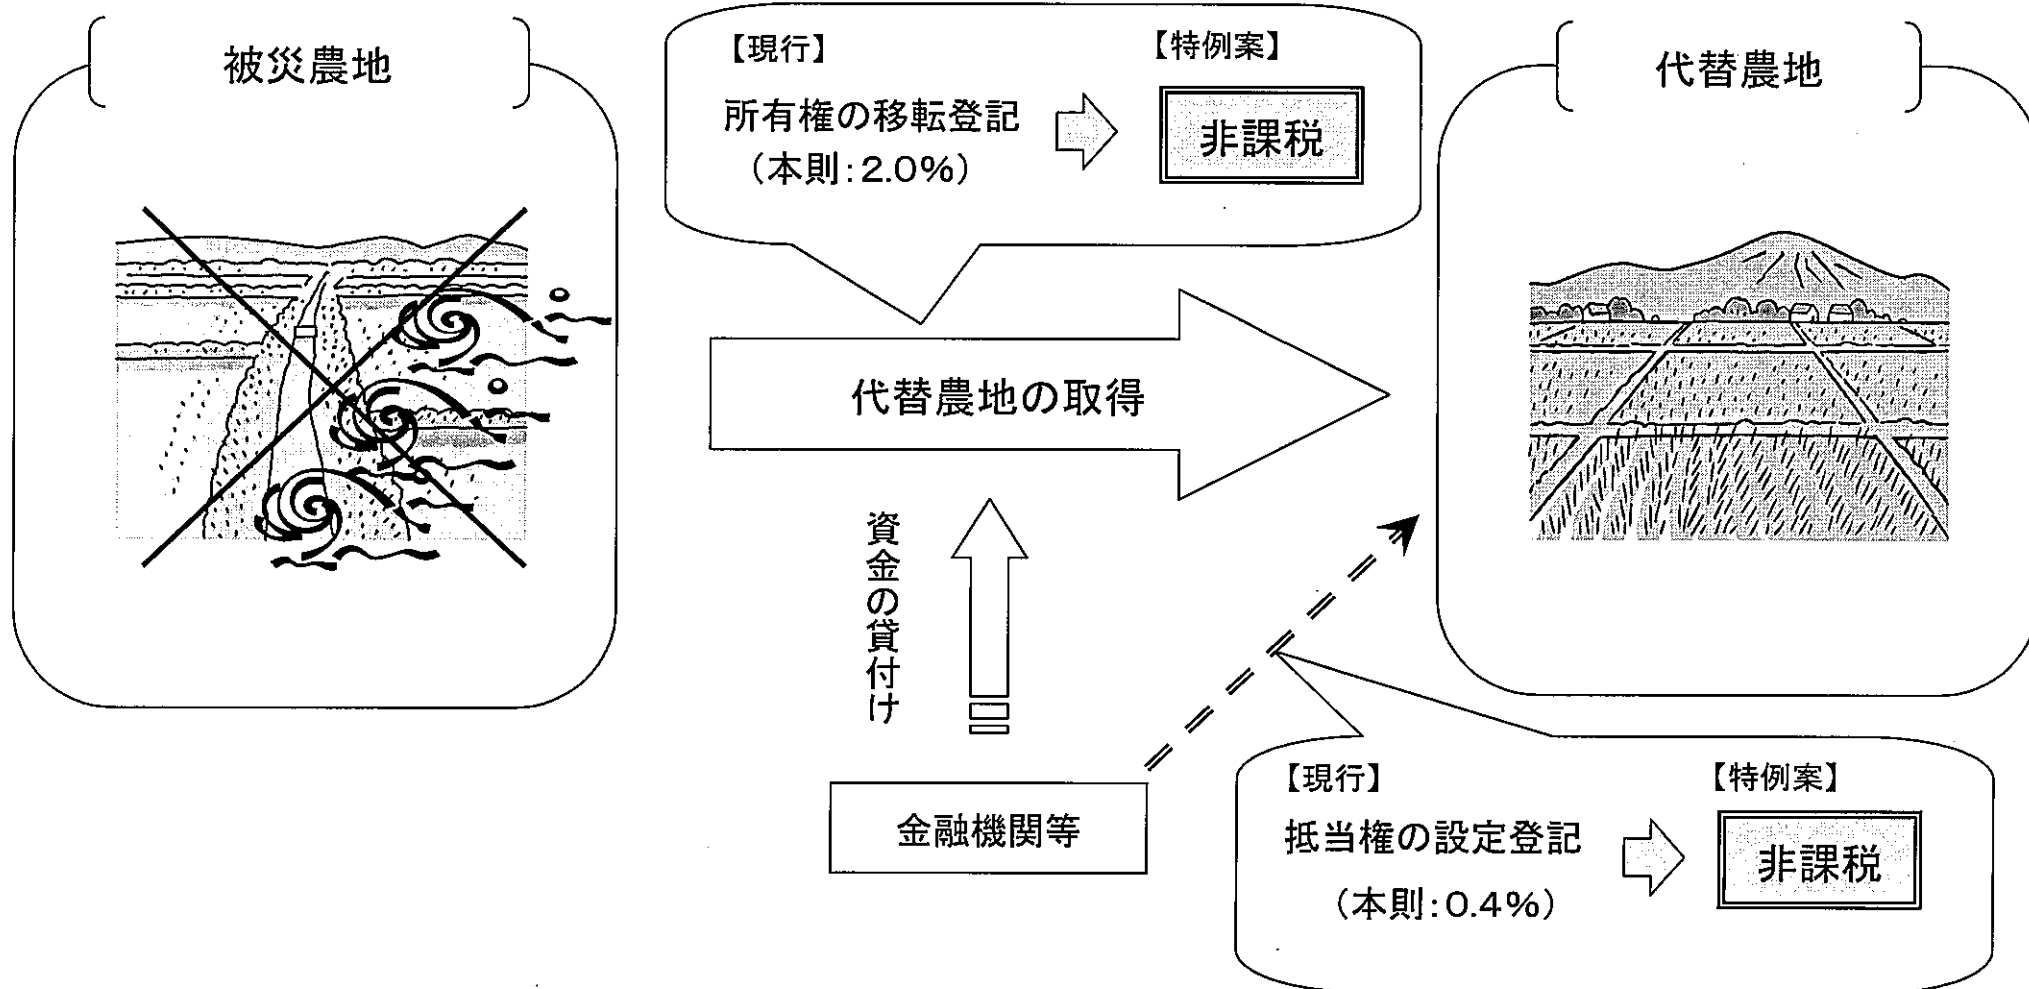 被災農地
【現行】
【特例案】
所有権の移転登記
(本則:2.0%)
非課税
代替農地
代替農地の取得
資金の貸付け
金融機関等
【現行】
【特例案】
抵当権の設定登記
(本則:0.4%)
非課税